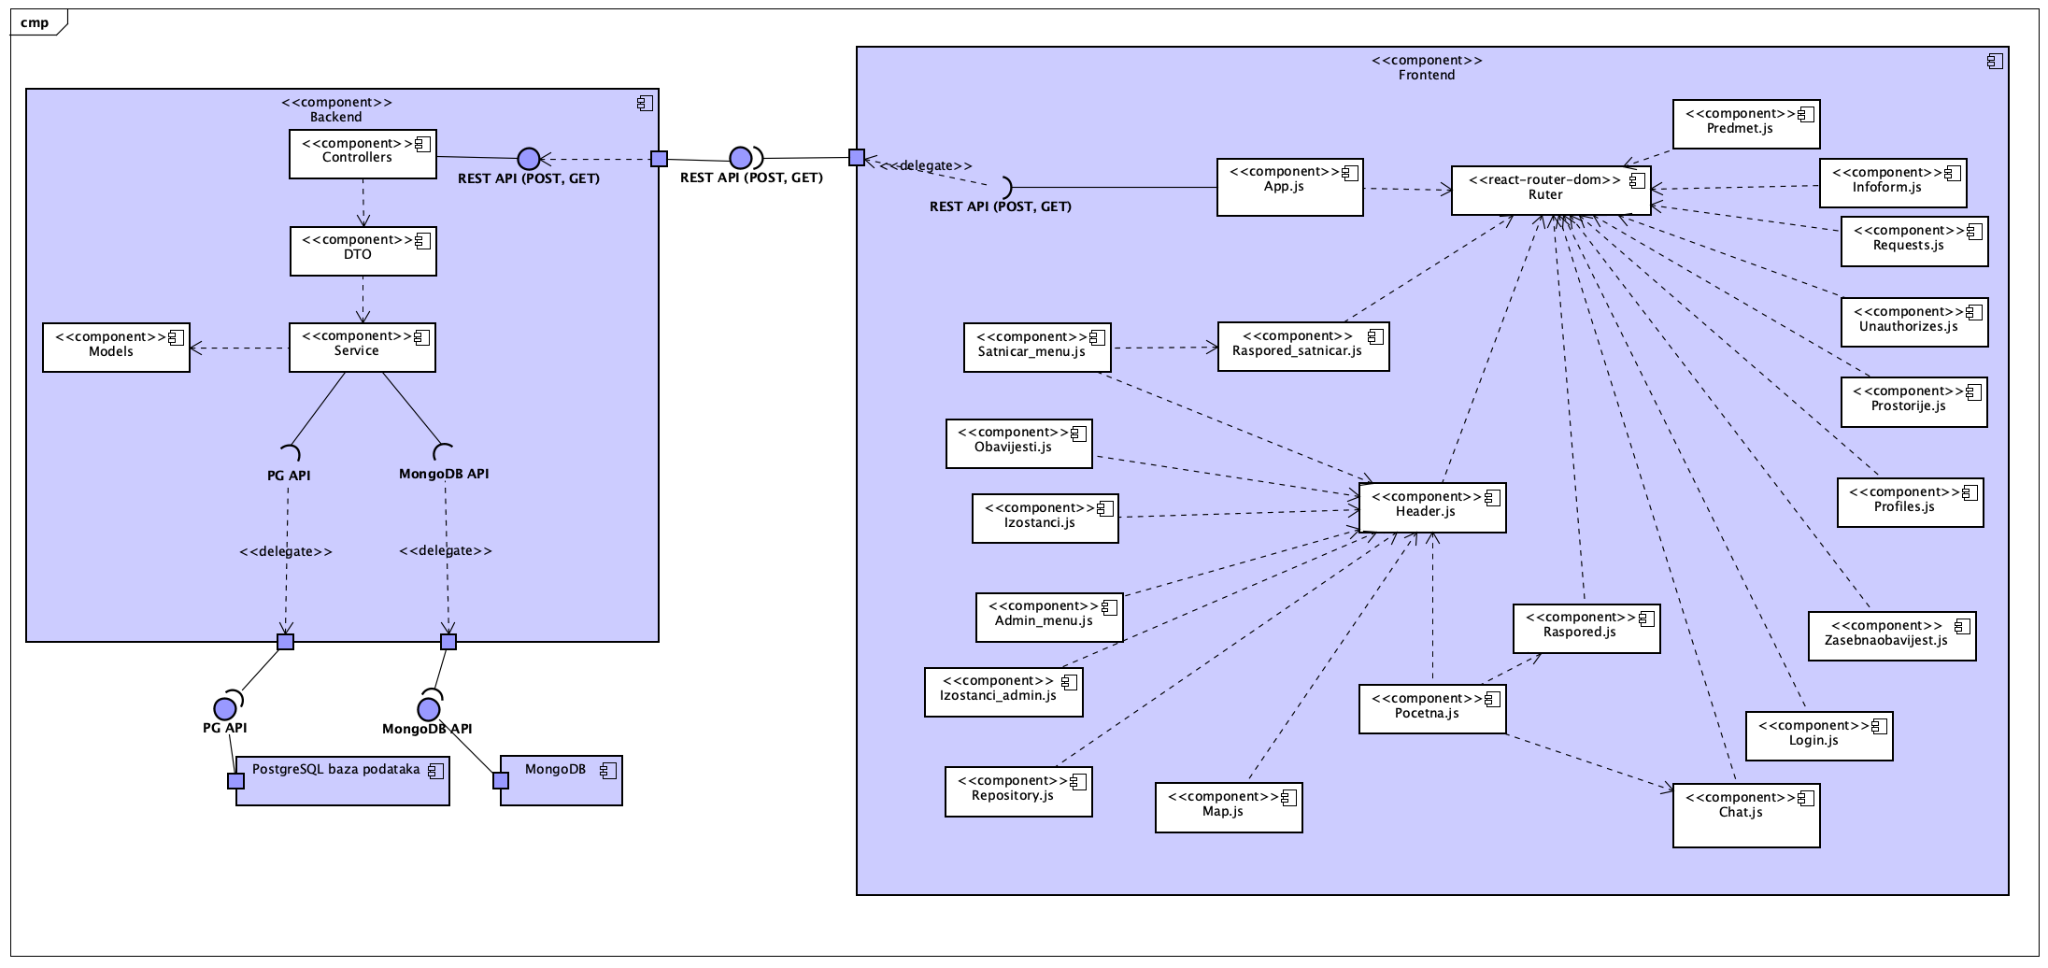 cmp
<<component>>
Backend
<<component>>
Controllers
REST API (POST, GET)
<<component>>
DTO
<<component>>
Models
<<component>>
Service
PG API
MongoDB API
<<delegate>>
<<delegate>>
PG API
MongoDB API
PostgreSQL baza podataka
MongoDB
REST API (POST, GET)
<<component>>
Frontend
<<delegate>>
REST API (POST, GET)
<<component>>
App.js
<<react-router-dom>>
Ruter
<<component>>
Predmet.js
<<component>>
Infoform.js
<<component>>
Requests.js
<<component>>
Unauthorizes.js
<<component>>
Prostorije.js
<<component>>
Profiles.js
<<component>>
Zasebnaobavijest.js
<<component>>
Login.js
<<component>>
Chat.js
<<component>>
Satnicar_menu.js
<<component>>
Raspored_satnicar.js
<<component>>
Obavijesti.js
<<component>>
Izostanci.js
<<component>>
Header.js
<<component>>
Admin_menu.js
<<component>>
Izostanci_admin.js
<<component>>
Raspored.js
<<component>>
Pocetna.js
<<component>>
Repository.js
<<component>>
Map.js